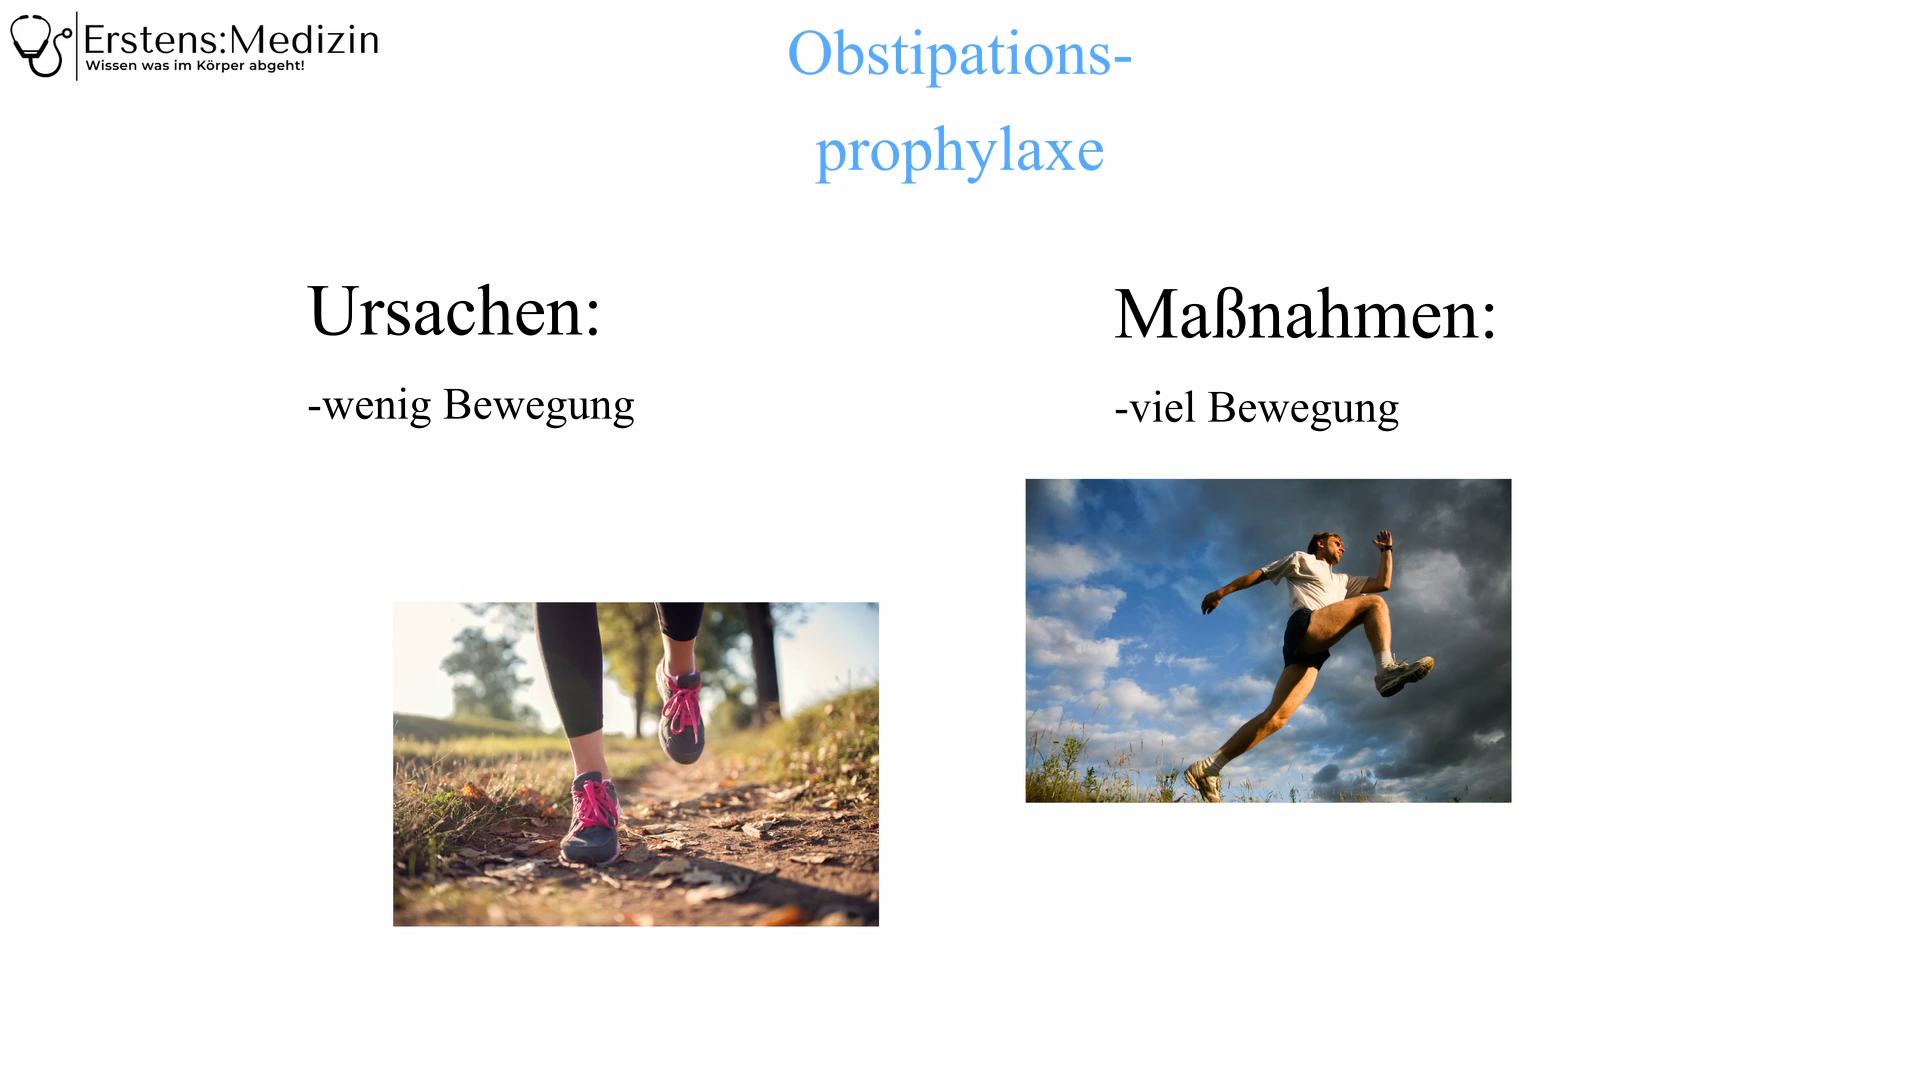 Erstens:Medizin
Wissen was im Körper abgeht!
Obstipations-
prophylaxe
Ursachen:
-wenig Bewegung
Maßnahmen:
-viel Bewegung